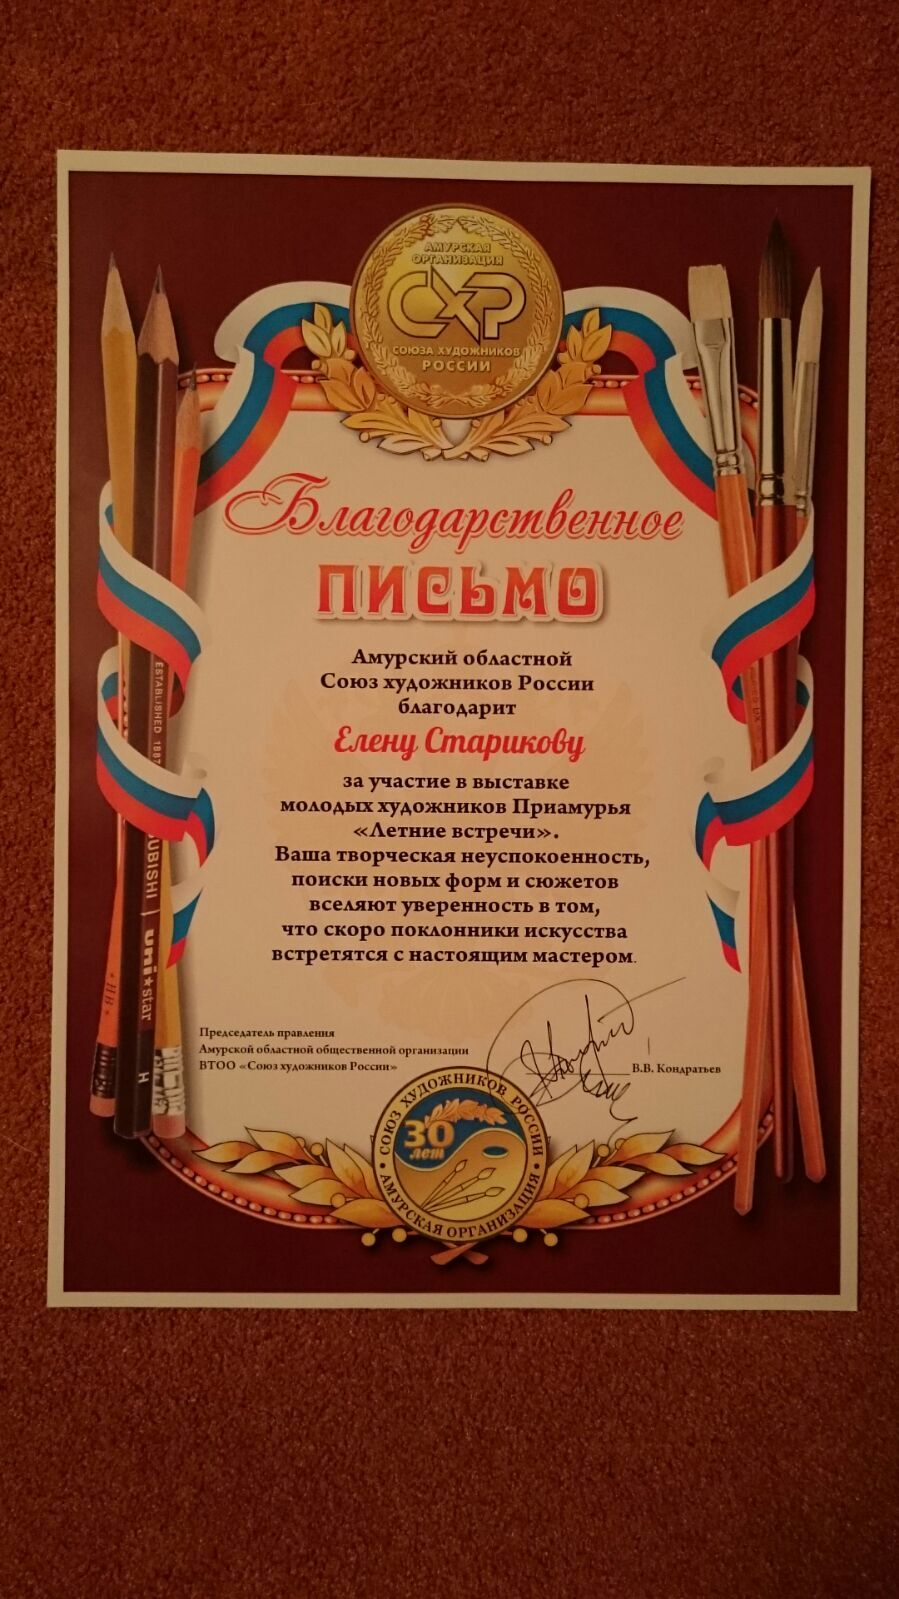 АМУРСКАЯ
ОРГАНИЗАЦИЯ
СХР
СОЮЗА ХУДОЖНИКОВ
РОССИИ
Благодарственное
ПИСЬМО
Амурский областной
Союз художников России
благодарит
Елену Старикову
за участие в выставке
молодых художников Приамурья
«Летние встречи».
Ваша творческая неуспокоенность,
поиски новых форм и сюжетов
вселяют уверенность в том,
что скоро поклонники искусства
встретятся с настоящим мастером.
Председатель правления
Амурской областной общественной организации
ВТОО «Союз художников России»
В.В. Кондратьев
СОЮЗ ХУДОЖНИКОВ РОССИИ
30
лет
АМУРСКАЯ ОРГАНИЗАЦИЯ
ESTABLISHED 1887
UBISHI | uni★star
H
HB